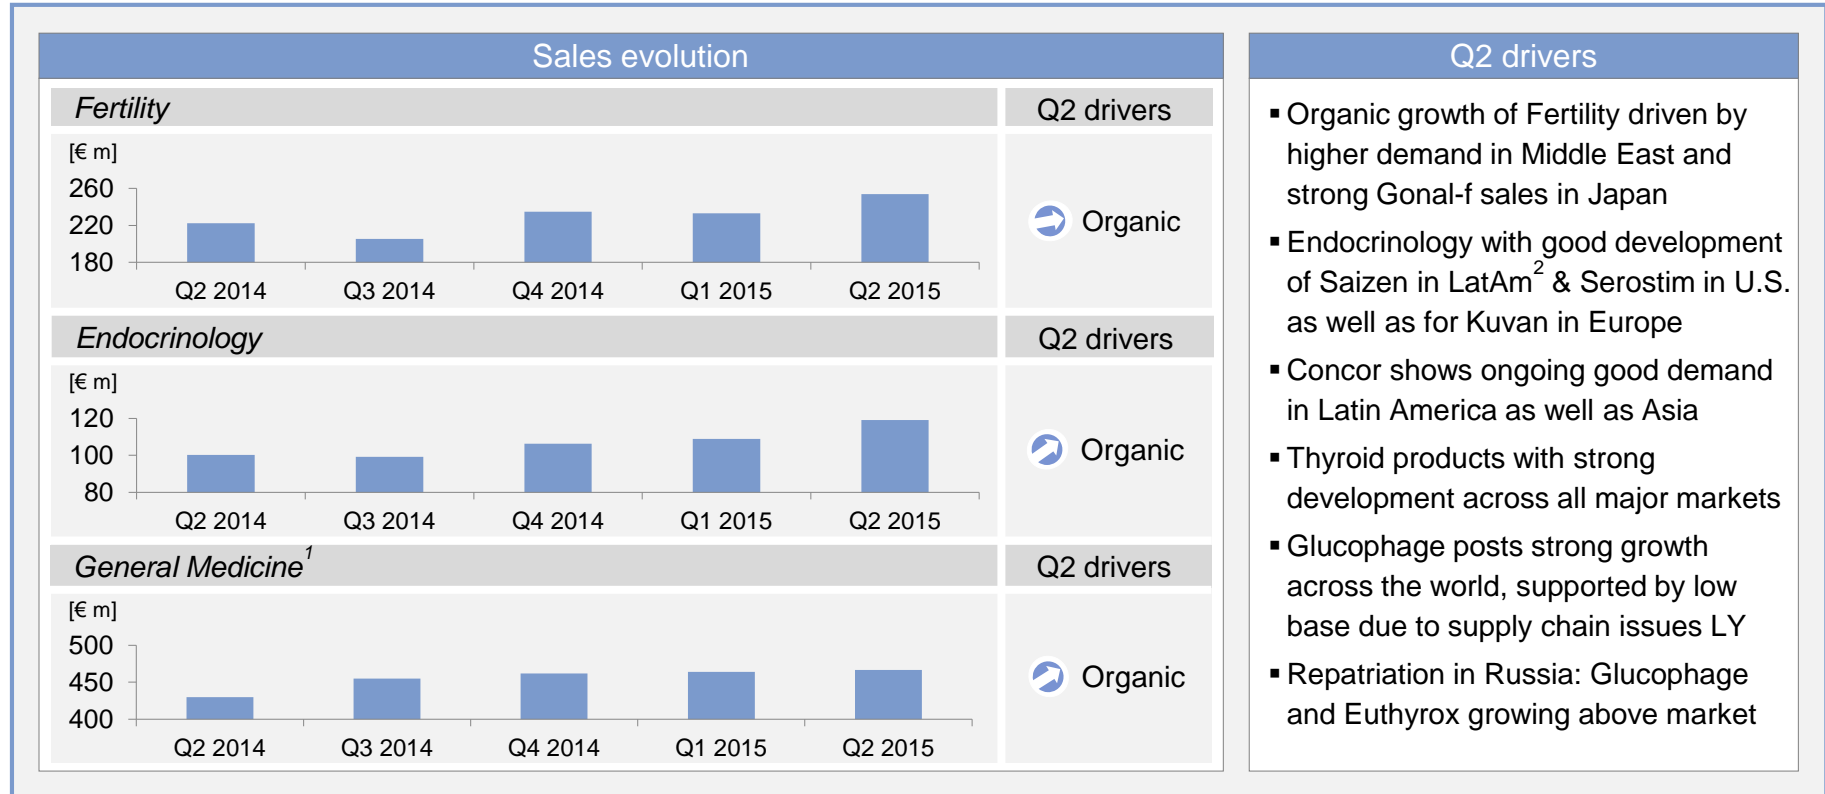 Sales evolution
Fertility
Q2 drivers
[€ m]
260
220
180
Q2 2014 Q3 2014 Q4 2014 Q1 2015 Q2 2015
Organic
Endocrinology
Q2 drivers
[€ m]
120
100
80
Q2 2014 Q3 2014 Q4 2014 Q1 2015 Q2 2015
Organic
General Medicine1
Q2 drivers
[€ m]
500
450
400
Q2 2014 Q3 2014 Q4 2014 Q1 2015 Q2 2015
Organic
Q2 drivers
▪ Organic growth of Fertility driven by
higher demand in Middle East and
strong Gonal-f sales in Japan
▪ Endocrinology with good development
of Saizen in LatAm2 & Serostim in U.S.
as well as for Kuvan in Europe
▪ Concor shows ongoing good demand
in Latin America as well as Asia
▪ Thyroid products with strong
development across all major markets
▪ Glucophage posts strong growth
across the world, supported by low
base due to supply chain issues LY
▪ Repatriation in Russia: Glucophage
and Euthyrox growing above market